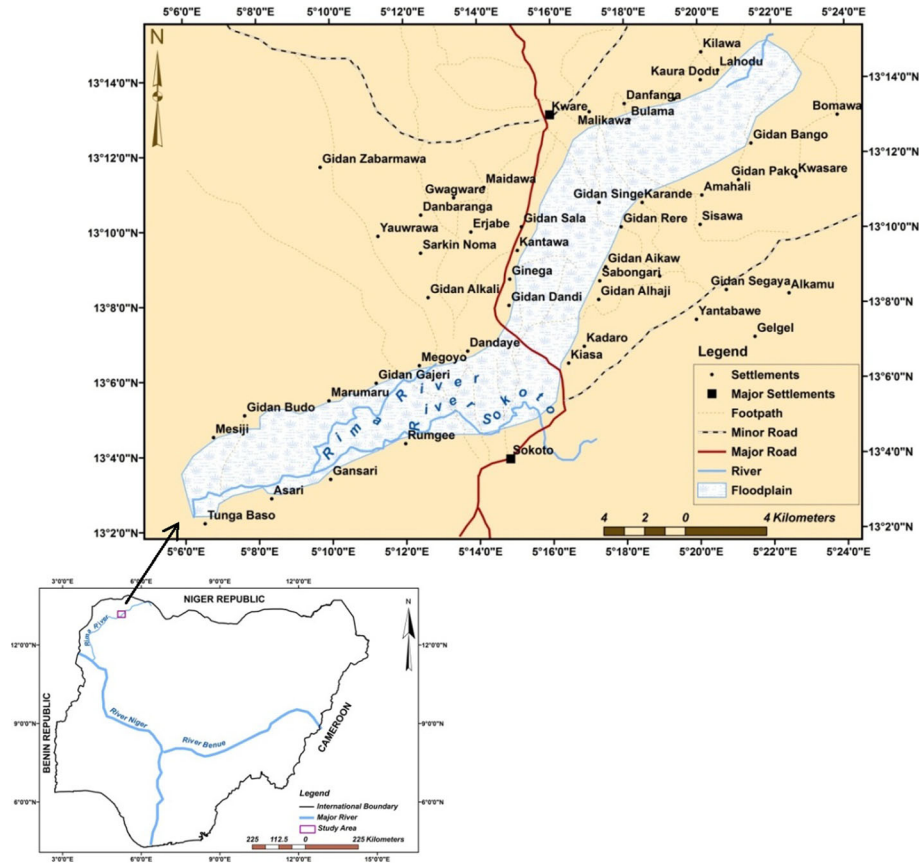 5°6'0"E 5°8'0"E 5°10'0"E 5°12'0"E 5°14'0"E 5°16'0"E 5°18'0"E 5°20'0"E 5°22'0"E 5°24'0"E
N
Kilawa
Lahodu
Kaura Dodu
13°14'0"N 13°14'0"N
Danfanga
Kware
Bulama
Bomawa
Malikawa
Gidan Bango
13°12'0"N 13°12'0"N
Gidan Zabarmawa
Maidawa
Gidan Pako Kwasare
Gwagware
Gidan Singe Karande
Amahali
Danbaranga
Erjabe
Gidan Sala
Gidan Rere
Sisawa
Yauwrawa
13°10'0"N 13°10'0"N
Sarkin Noma
Kantawa
Gidan Aikaw
Ginega
Sabongari
Gidan Alkali
Gidan Dandi
Gidan Alhaji
Gidan Segaya
Alkamu
13°8'0"N 13°8'0"N
Yantabawe
Gelgel
Dandaye
Kadaro
Megoyo
Kiasa
Gidan Gajeri
13°6'0"N 13°6'0"N
Marumaru
Gidan Budo
Mesiji
Rima River
River Sokoto
Rumgee
13°4'0"N 13°4'0"N
Sokoto
Gansari
Asari
Tunga Baso
13°2'0"N 13°2'0"N
Legend
Settlements
Major Settlements
Footpath
Minor Road
Major Road
River
Floodplain
4 2 0 4 Kilometers
5°6'0"E 5°8'0"E 5°10'0"E 5°12'0"E 5°14'0"E 5°16'0"E 5°18'0"E 5°20'0"E 5°22'0"E 5°24'0"E
3°0'0"E 6°0'0"E 9°0'0"E 12°0'0"E
NIGER REPUBLIC
N
Rima River
12°0'0"N 12°0'0"N
BENIN REPUBLIC
River Niger
River Benue
CAMEROON
9°0'0"N 9°0'0"N
6°0'0"N 6°0'0"N
Legend
International Boundary
Major River
Study Area
225 112.5 0 225 Kilometers
3°0'0"E 6°0'0"E 9°0'0"E 12°0'0"E 15°0'0"E